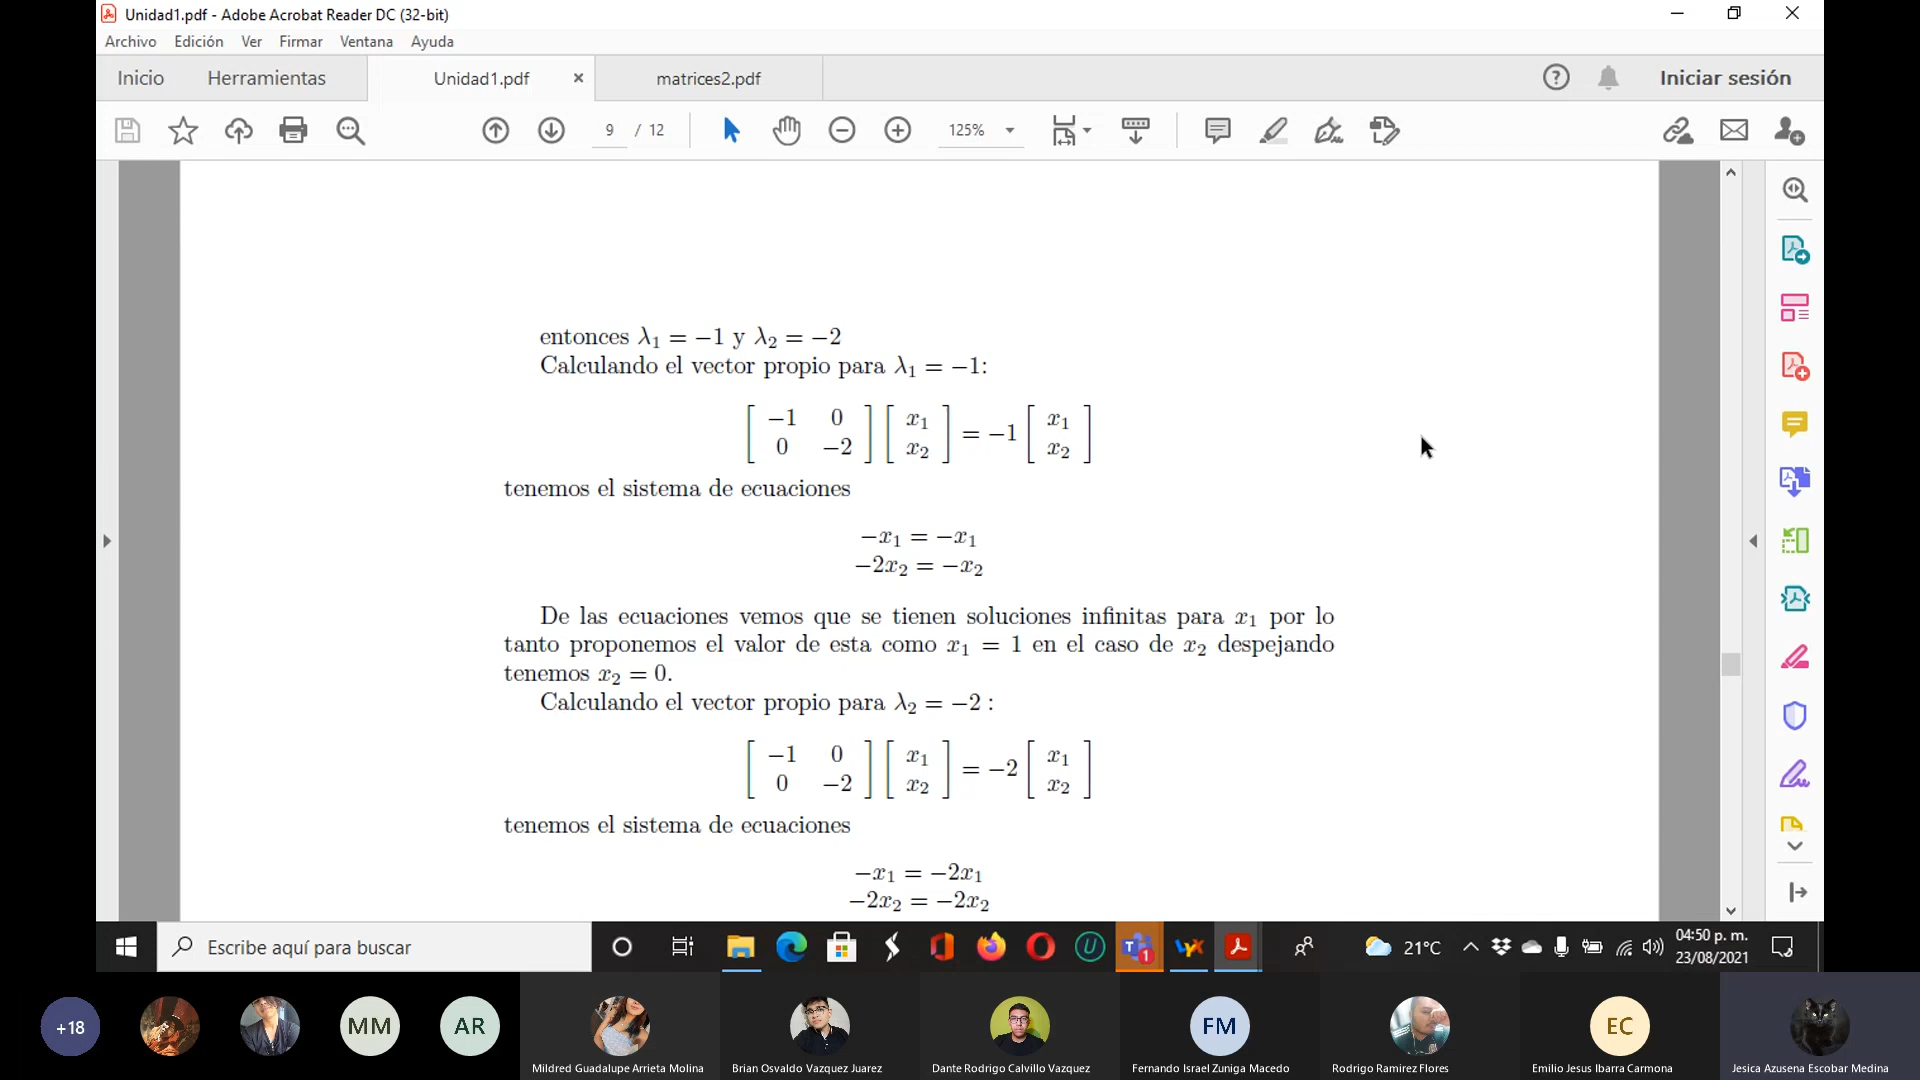 Unidad1.pdf - Adobe Acrobat Reader DC (32-bit)
Archivo Edición Ver Firmar Ventana Ayuda
Inicio Herramientas Unidad1.pdf × matrices2.pdf Iniciar sesión
9 / 12 125%
entonces λ₁ = −1 y λ₂ = −2
Calculando el vector propio para λ₁ = −1:
[ −1 0 ; 0 −2 ] [ x₁ ; x₂ ] = −1 [ x₁ ; x₂ ]
tenemos el sistema de ecuaciones
−x₁ = −x₁
−2x₂ = −x₂
De las ecuaciones vemos que se tienen soluciones infinitas para x₁ por lo
tanto proponemos el valor de esta como x₁ = 1 en el caso de x₂ despejando
tenemos x₂ = 0.
Calculando el vector propio para λ₂ = −2 :
[ −1 0 ; 0 −2 ] [ x₁ ; x₂ ] = −2 [ x₁ ; x₂ ]
tenemos el sistema de ecuaciones
−x₁ = −2x₁
−2x₂ = −2x₂
Escribe aquí para buscar
1
21°C
04:50 p. m.
23/08/2021
+18 MM AR FM EC
Mildred Guadalupe Arrieta Molina
Brian Osvaldo Vazquez Juarez
Dante Rodrigo Calvillo Vazquez
Fernando Israel Zuniga Macedo
Rodrigo Ramirez Flores
Emilio Jesus Ibarra Carmona
Jesica Azusena Escobar Medina